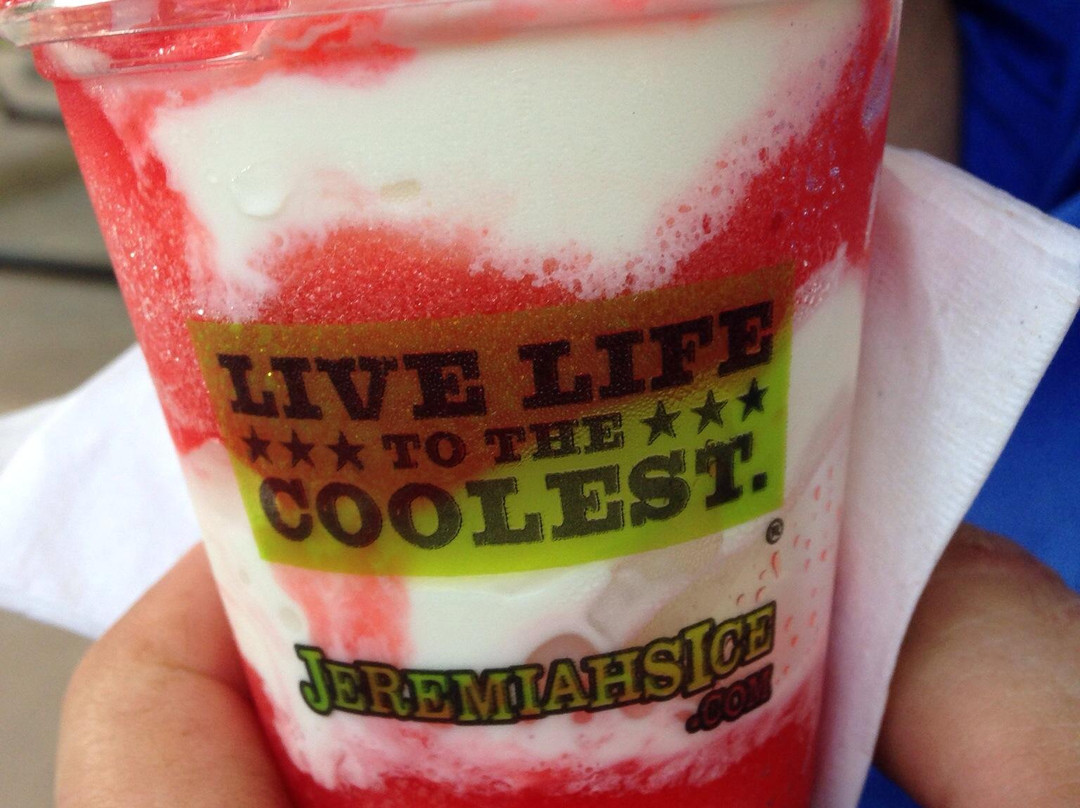 LIVE LIFE
★★★ TO THE ★★★
COOLEST.
®
JEREMIAHSICE
.COM